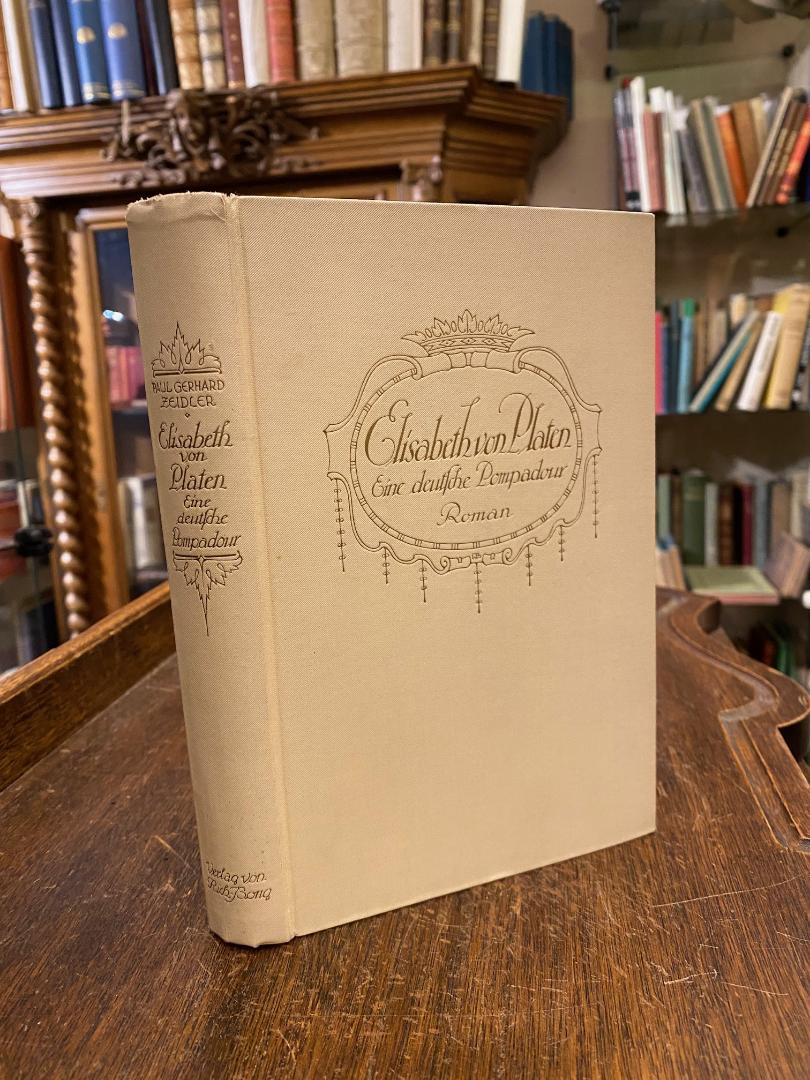 PAUL GERHARD
ZEIDLER
Elisabeth
von
Platen
Eine
deutsche
Pompadour
Verlag von
Rich. Bong
Elisabeth von Platen
Eine deutsche Pompadour
Roman